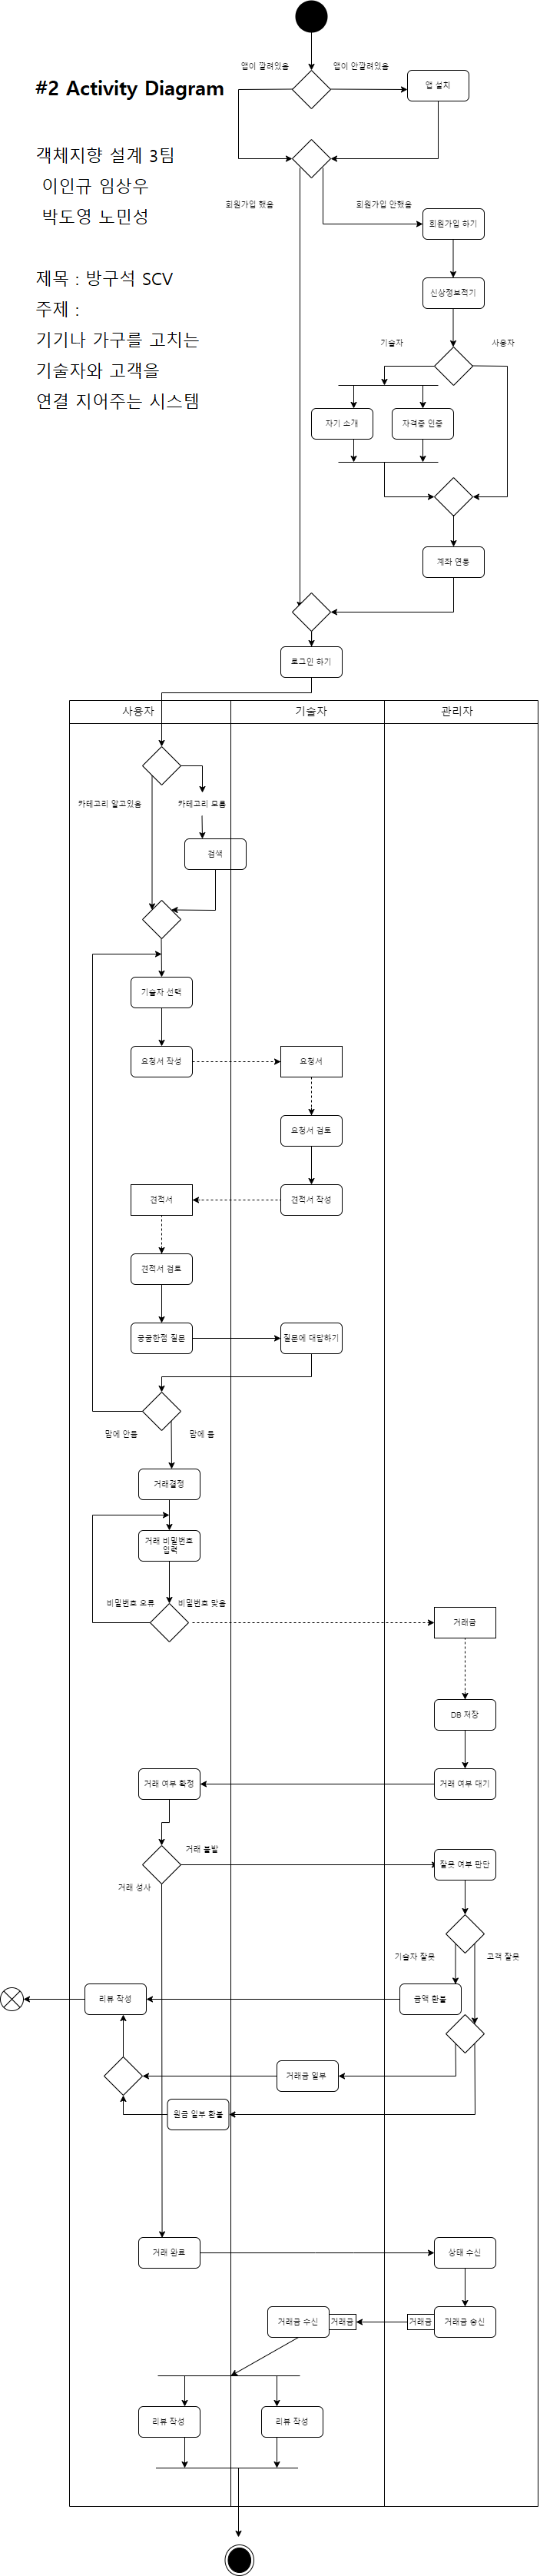 앱이 깔려있음
앱이 안깔려있음
#2 Activity Diagram
앱 설치
객체지향 설계 3팀
이인규 임상우
박도영 노민성
회원가입 했음
회원가입 안했음
회원가입 하기
제목 : 방구석 SCV
주제 :
기기나 가구를 고치는
기술자와 고객을
연결 지어주는 시스템
신상정보적기
기술자
사용자
자기 소개
자격증 인증
계좌 연동
로그인 하기
사용자
기술자
관리자
카테고리 알고있음
카테고리 모름
검색
기술자 선택
요청서 작성
요청서
요청서 검토
견적서
견적서 작성
견적서 검토
궁굼한점 질문
질문에 대답하기
맘에 안듦
맘에 듦
거래결정
거래 비밀번호
입력
비밀번호 오류
비밀번호 맞음
거래금
DB 저장
거래 여부 확정
거래 여부 대기
거래 불발
거래 성사
잘못 여부 판단
기술자 잘못
고객 잘못
리뷰 작성
금액 환불
거래금 일부
원금 일부 환불
거래 완료
상태 수신
거래금 수신
거래금
거래금
거래금 송신
리뷰 작성
리뷰 작성